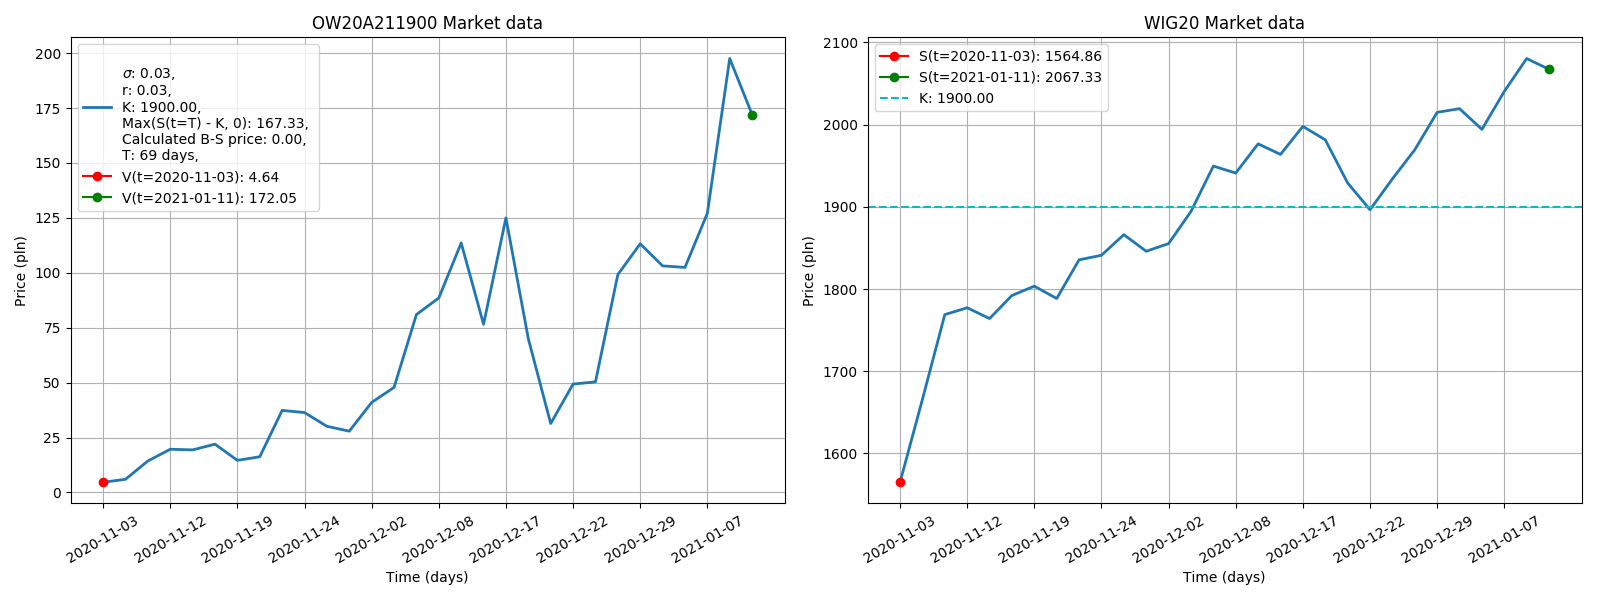 OW20A211900 Market data
200
175
150
125
100
75
50
25
0
Price (pln)
σ: 0.03,
r: 0.03,
K: 1900.00,
Max(S(t=T) - K, 0): 167.33,
Calculated B-S price: 0.00,
T: 69 days,
V(t=2020-11-03): 4.64
V(t=2021-01-11): 172.05
2020-11-03
2020-11-12
2020-11-19
2020-11-24
2020-12-02
2020-12-08
2020-12-17
2020-12-22
2020-12-29
2021-01-07
Time (days)
WIG20 Market data
2100
2000
1900
1800
1700
1600
Price (pln)
S(t=2020-11-03): 1564.86
S(t=2021-01-11): 2067.33
K: 1900.00
2020-11-03
2020-11-12
2020-11-19
2020-11-24
2020-12-02
2020-12-08
2020-12-17
2020-12-22
2020-12-29
2021-01-07
Time (days)